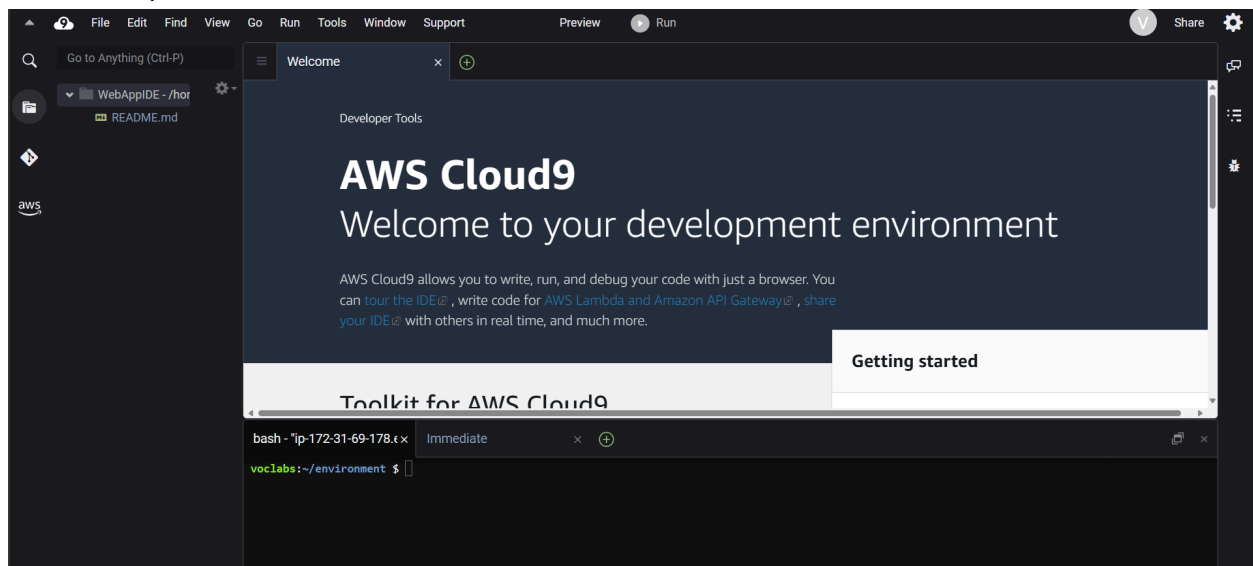 9 File Edit Find View Go Run Tools Window Support Preview Run V Share
Go to Anything (Ctrl-P)
WebAppIDE - /hor
README.md
aws
Welcome
Developer Tools
AWS Cloud9
Welcome to your development environment
AWS Cloud9 allows you to write, run, and debug your code with just a browser. You
can tour the IDE , write code for AWS Lambda and Amazon API Gateway , share
your IDE with others in real time, and much more.
Getting started
Toolkit for AWS Cloud9
bash - "ip-172-31-69-178.e Immediate
voclabs:~/environment $